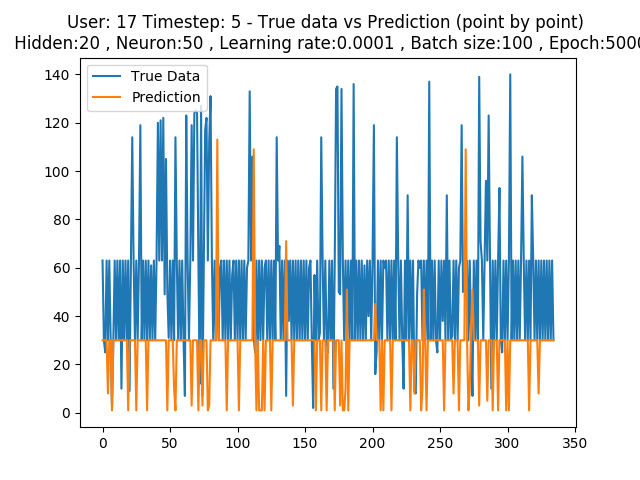 User: 17 Timestep: 5 - True data vs Prediction (point by point)
Hidden:20 , Neuron:50 , Learning rate:0.0001 , Batch size:100 , Epoch:5000
True Data
Prediction
140
120
100
80
60
40
20
0
0 50 100 150 200 250 300 350